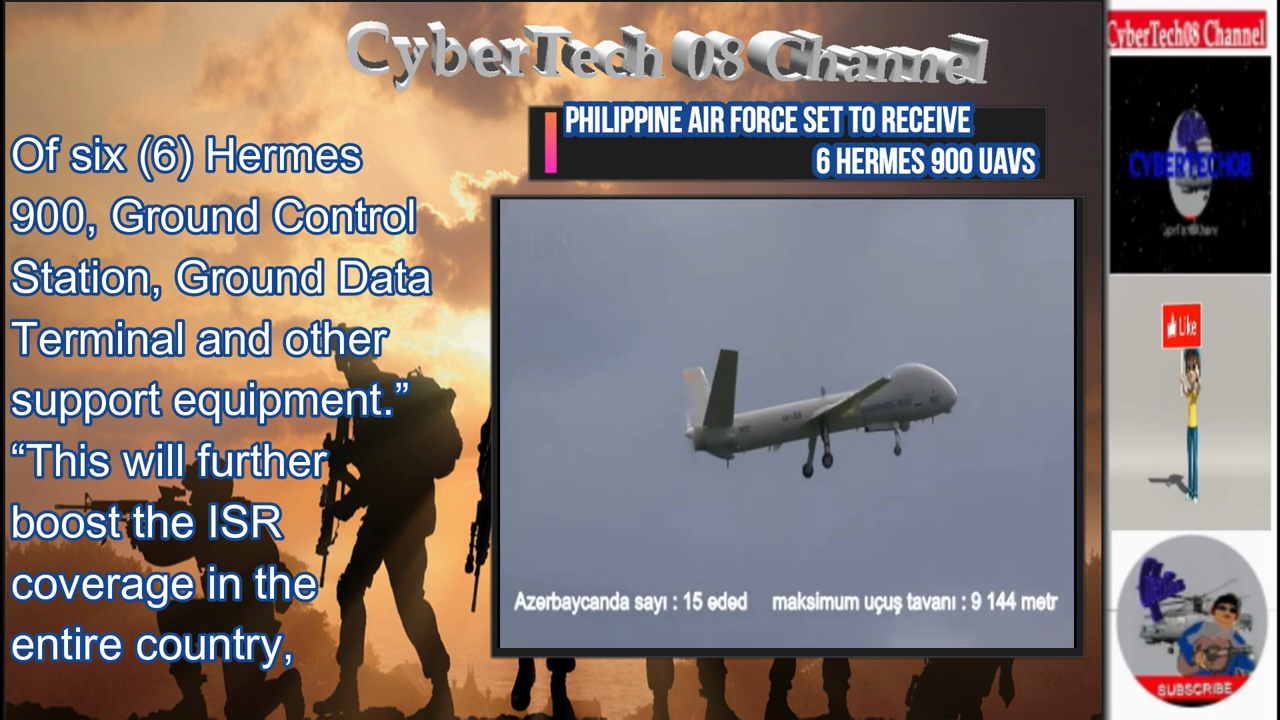 CyberTech 08 Channel
CyberTech08 Channel
PHILIPPINE AIR FORCE SET TO RECEIVE
6 HERMES 900 UAVS
Of six (6) Hermes
900, Ground Control
Station, Ground Data
Terminal and other
support equipment.”
“This will further
boost the ISR
coverage in the
entire country,
Azərbaycanda sayı : 15 ədəd maksimum uçuş tavanı : 9 144 metr
CYBERTECH08
Like
SUBSCRIBE